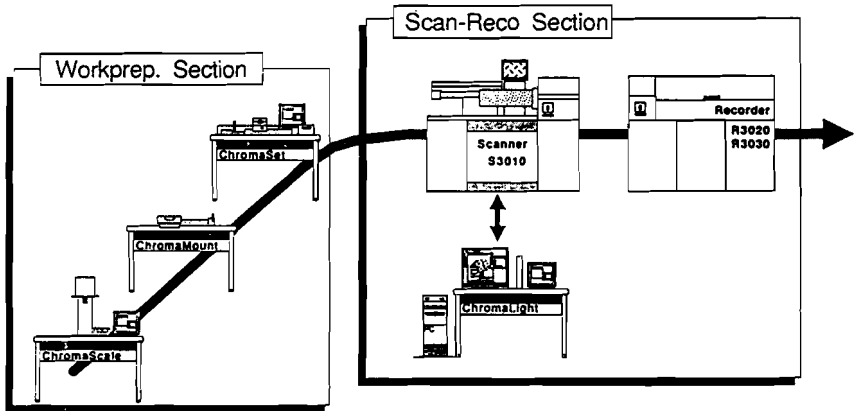 Workprep. Section
ChromaSet
ChromaMount
ChromaScale
Scan-Reco Section
Scanner
S3010
Recorder
R3020
R3030
ChromaLight